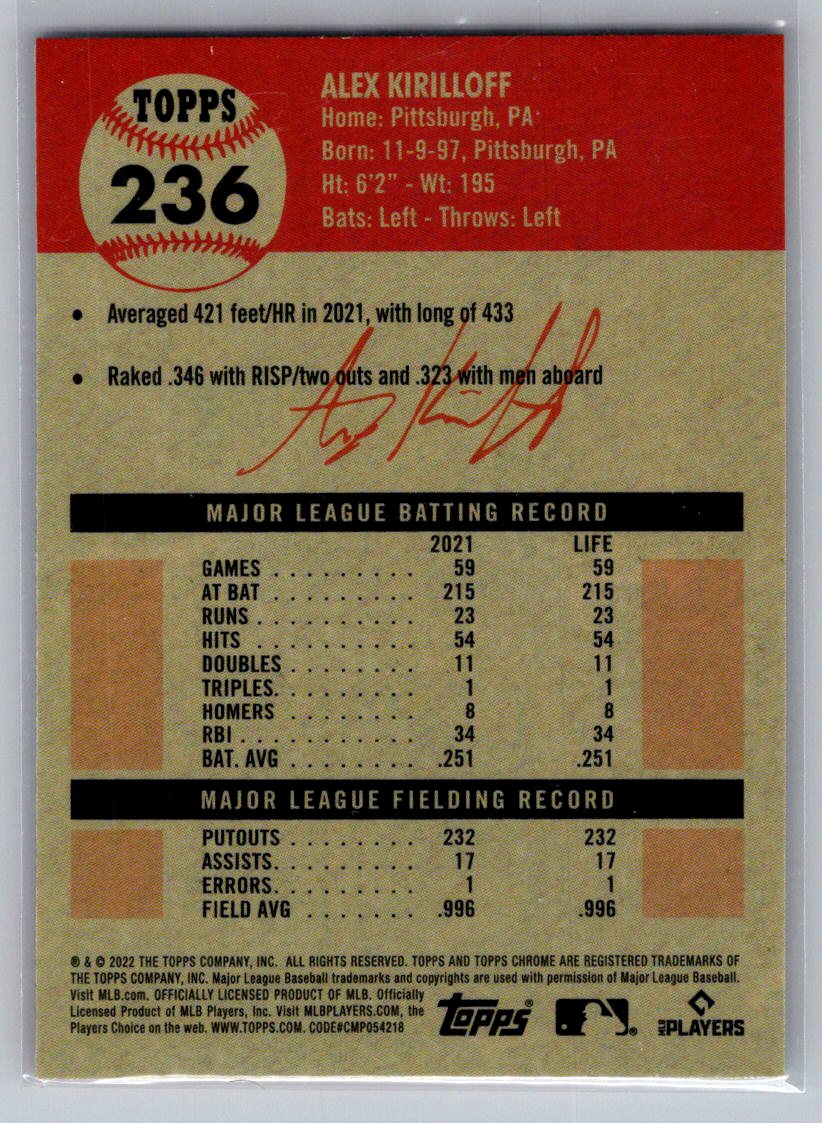 TOPPS
236
ALEX KIRILLOFF
Home: Pittsburgh, PA
Born: 11-9-97, Pittsburgh, PA
Ht: 6'2" - Wt: 195
Bats: Left - Throws: Left
• Averaged 421 feet/HR in 2021, with long of 433
• Raked .346 with RISP/two outs and .323 with men aboard
MAJOR LEAGUE BATTING RECORD
2021 LIFE
GAMES . . . . . . . . . 59 59
AT BAT . . . . . . . . . 215 215
RUNS . . . . . . . . . . 23 23
HITS . . . . . . . . . . 54 54
DOUBLES . . . . . . . . 11 11
TRIPLES. . . . . . . . . 1 1
HOMERS . . . . . . . . 8 8
RBI . . . . . . . . . . . 34 34
BAT. AVG . . . . . . . . .251 .251
MAJOR LEAGUE FIELDING RECORD
PUTOUTS . . . . . . . . 232 232
ASSISTS. . . . . . . . . 17 17
ERRORS. . . . . . . . . 1 1
FIELD AVG . . . . . . . .996 .996
® & © 2022 THE TOPPS COMPANY, INC. ALL RIGHTS RESERVED. TOPPS AND TOPPS CHROME ARE REGISTERED TRADEMARKS OF
THE TOPPS COMPANY, INC. Major League Baseball trademarks and copyrights are used with permission of Major League Baseball.
Visit MLB.com. OFFICIALLY LICENSED PRODUCT OF MLB. Officially
Licensed Product of MLB Players, Inc. Visit MLBPLAYERS.COM, the
Players Choice on the web. WWW.TOPPS.COM. CODE#CMP054218
Topps®
MLB PLAYERS